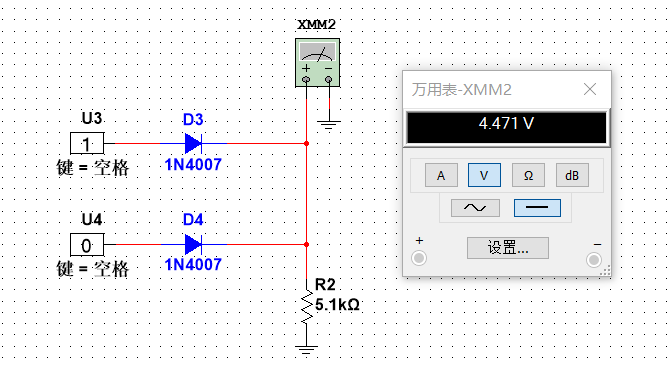 XMM2
U3
1
键 = 空格
D3
1N4007
U4
0
键 = 空格
D4
1N4007
R2
5.1kΩ
万用表-XMM2
4.471 V
A
V
Ω
dB
设置...